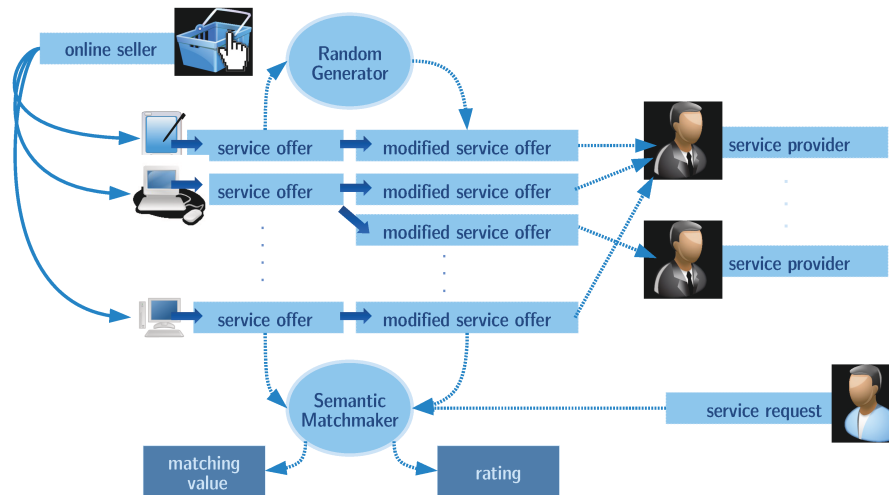 online seller
Random
Generator
service offer
modified service offer
service provider
service offer
modified service offer
modified service offer
service provider
service offer
modified service offer
Semantic
Matchmaker
service request
matching
value
rating